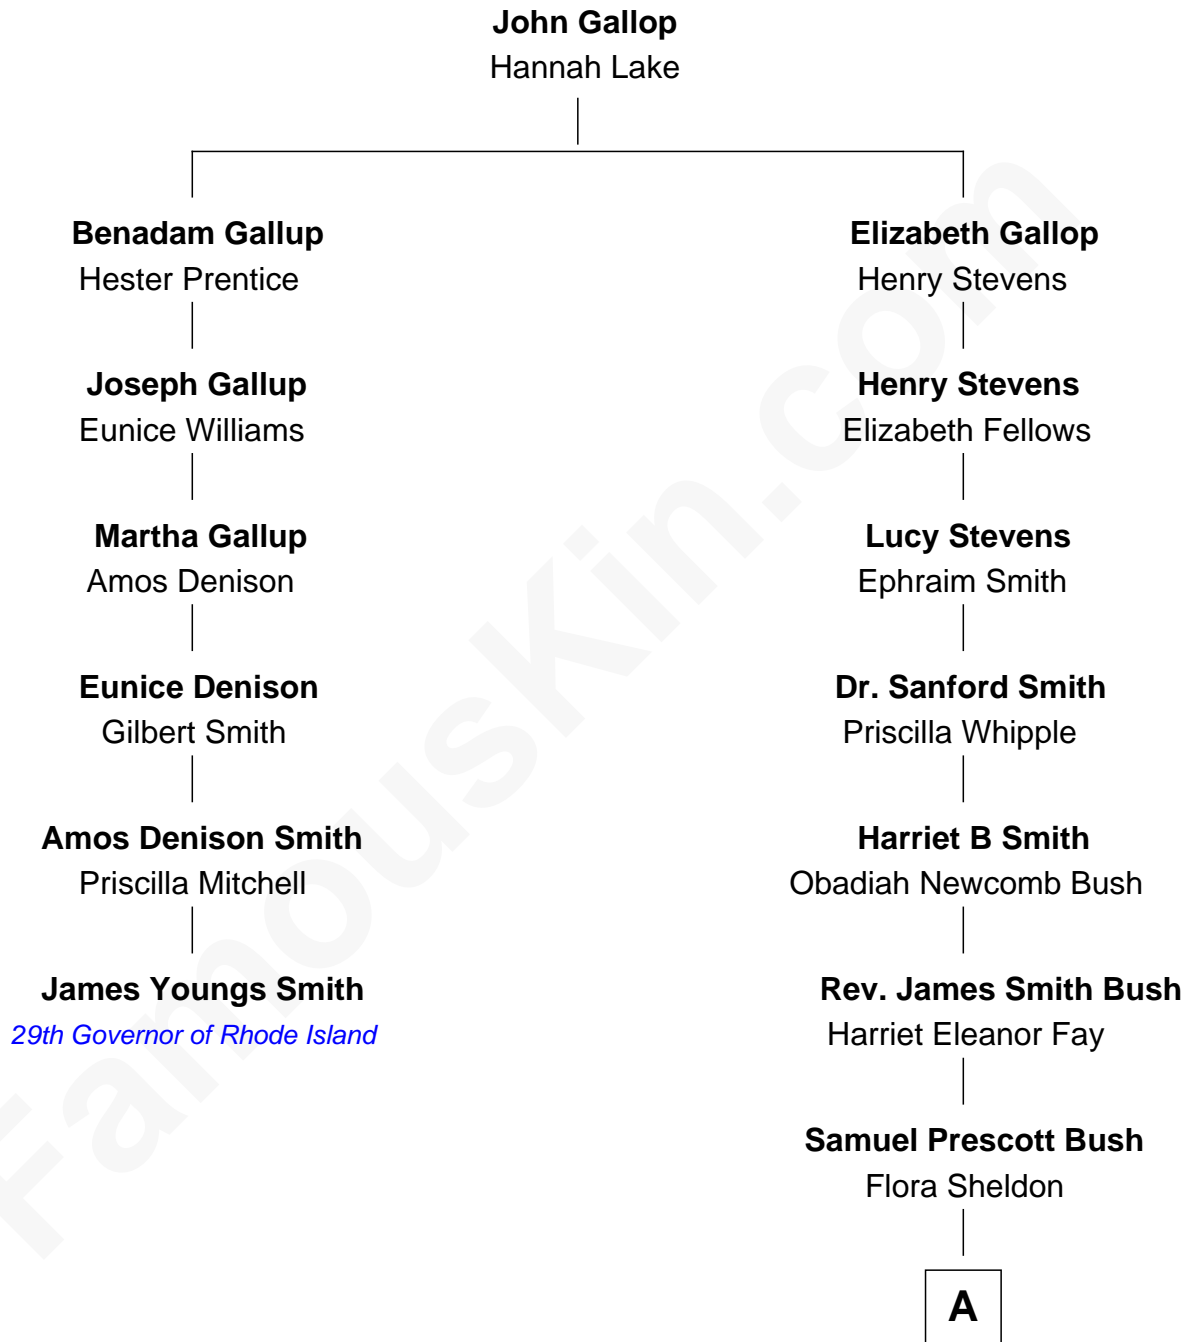 John Gallop
Hannah Lake
Benadam Gallup
Hester Prentice
Joseph Gallup
Eunice Williams
Martha Gallup
Amos Denison
Eunice Denison
Gilbert Smith
Amos Denison Smith
Priscilla Mitchell
James Youngs Smith
29th Governor of Rhode Island
Elizabeth Gallop
Henry Stevens
Henry Stevens
Elizabeth Fellows
Lucy Stevens
Ephraim Smith
Dr. Sanford Smith
Priscilla Whipple
Harriet B Smith
Obadiah Newcomb Bush
Rev. James Smith Bush
Harriet Eleanor Fay
Samuel Prescott Bush
Flora Sheldon
A
FamousKin.com